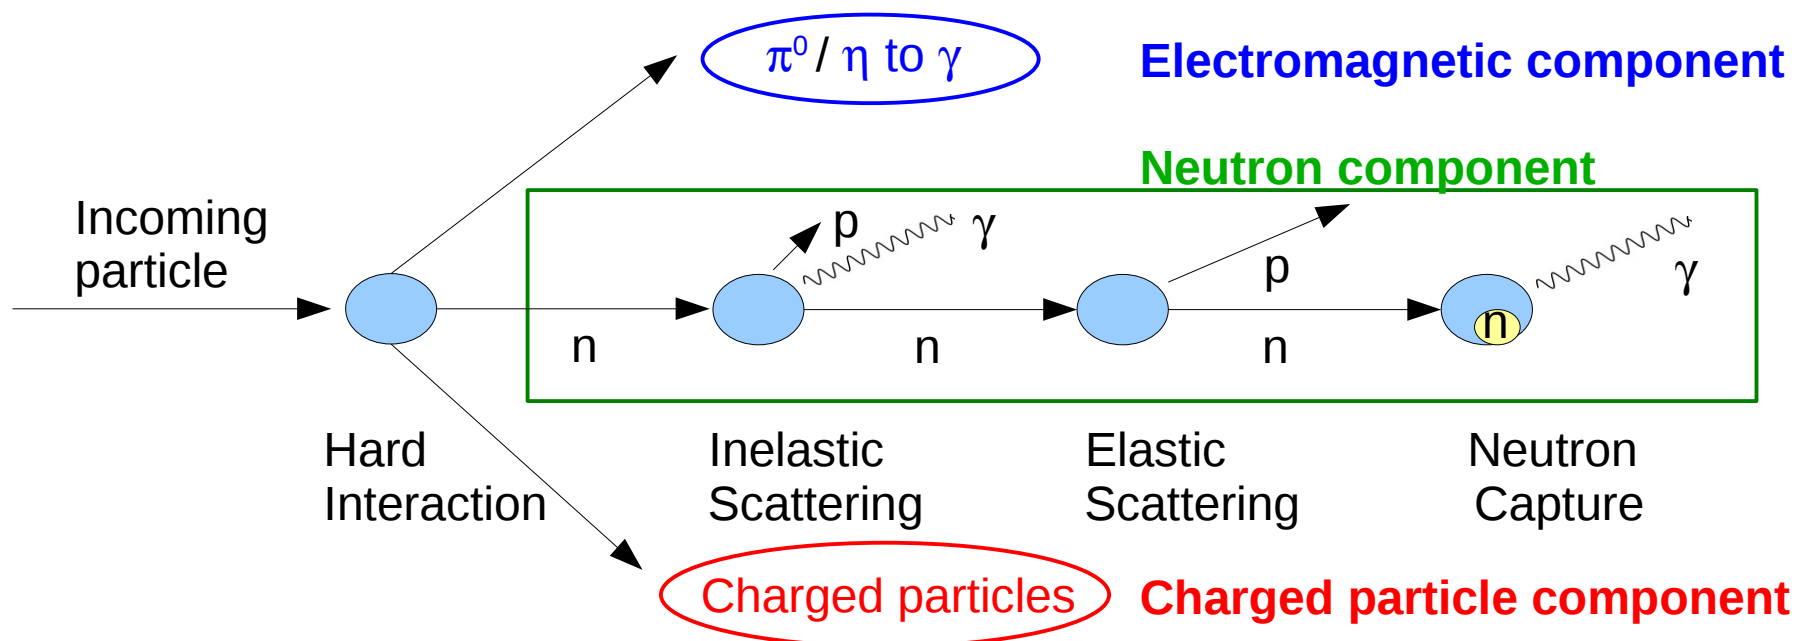 π⁰ / η to γ
Electromagnetic component
Neutron component
Incoming
particle
p
γ
p
γ
n
n
n
n
Hard
Interaction
Inelastic
Scattering
Elastic
Scattering
Neutron
Capture
Charged particles
Charged particle component